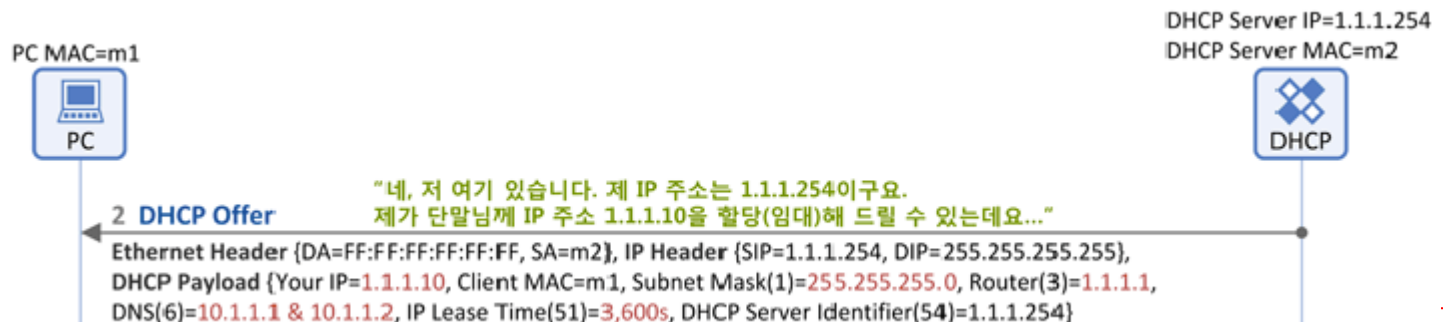 DHCP Server IP=1.1.1.254
DHCP Server MAC=m2
PC MAC=m1
PC
DHCP
"네, 저 여기 있습니다. 제 IP 주소는 1.1.1.254이구요.
2 DHCP Offer 제가 단말님께 IP 주소 1.1.1.10을 할당(임대)해 드릴 수 있는데요..."
Ethernet Header {DA=FF:FF:FF:FF:FF:FF, SA=m2}, IP Header {SIP=1.1.1.254, DIP=255.255.255.255},
DHCP Payload {Your IP=1.1.1.10, Client MAC=m1, Subnet Mask(1)=255.255.255.0, Router(3)=1.1.1.1,
DNS(6)=10.1.1.1 & 10.1.1.2, IP Lease Time(51)=3,600s, DHCP Server Identifier(54)=1.1.1.254}